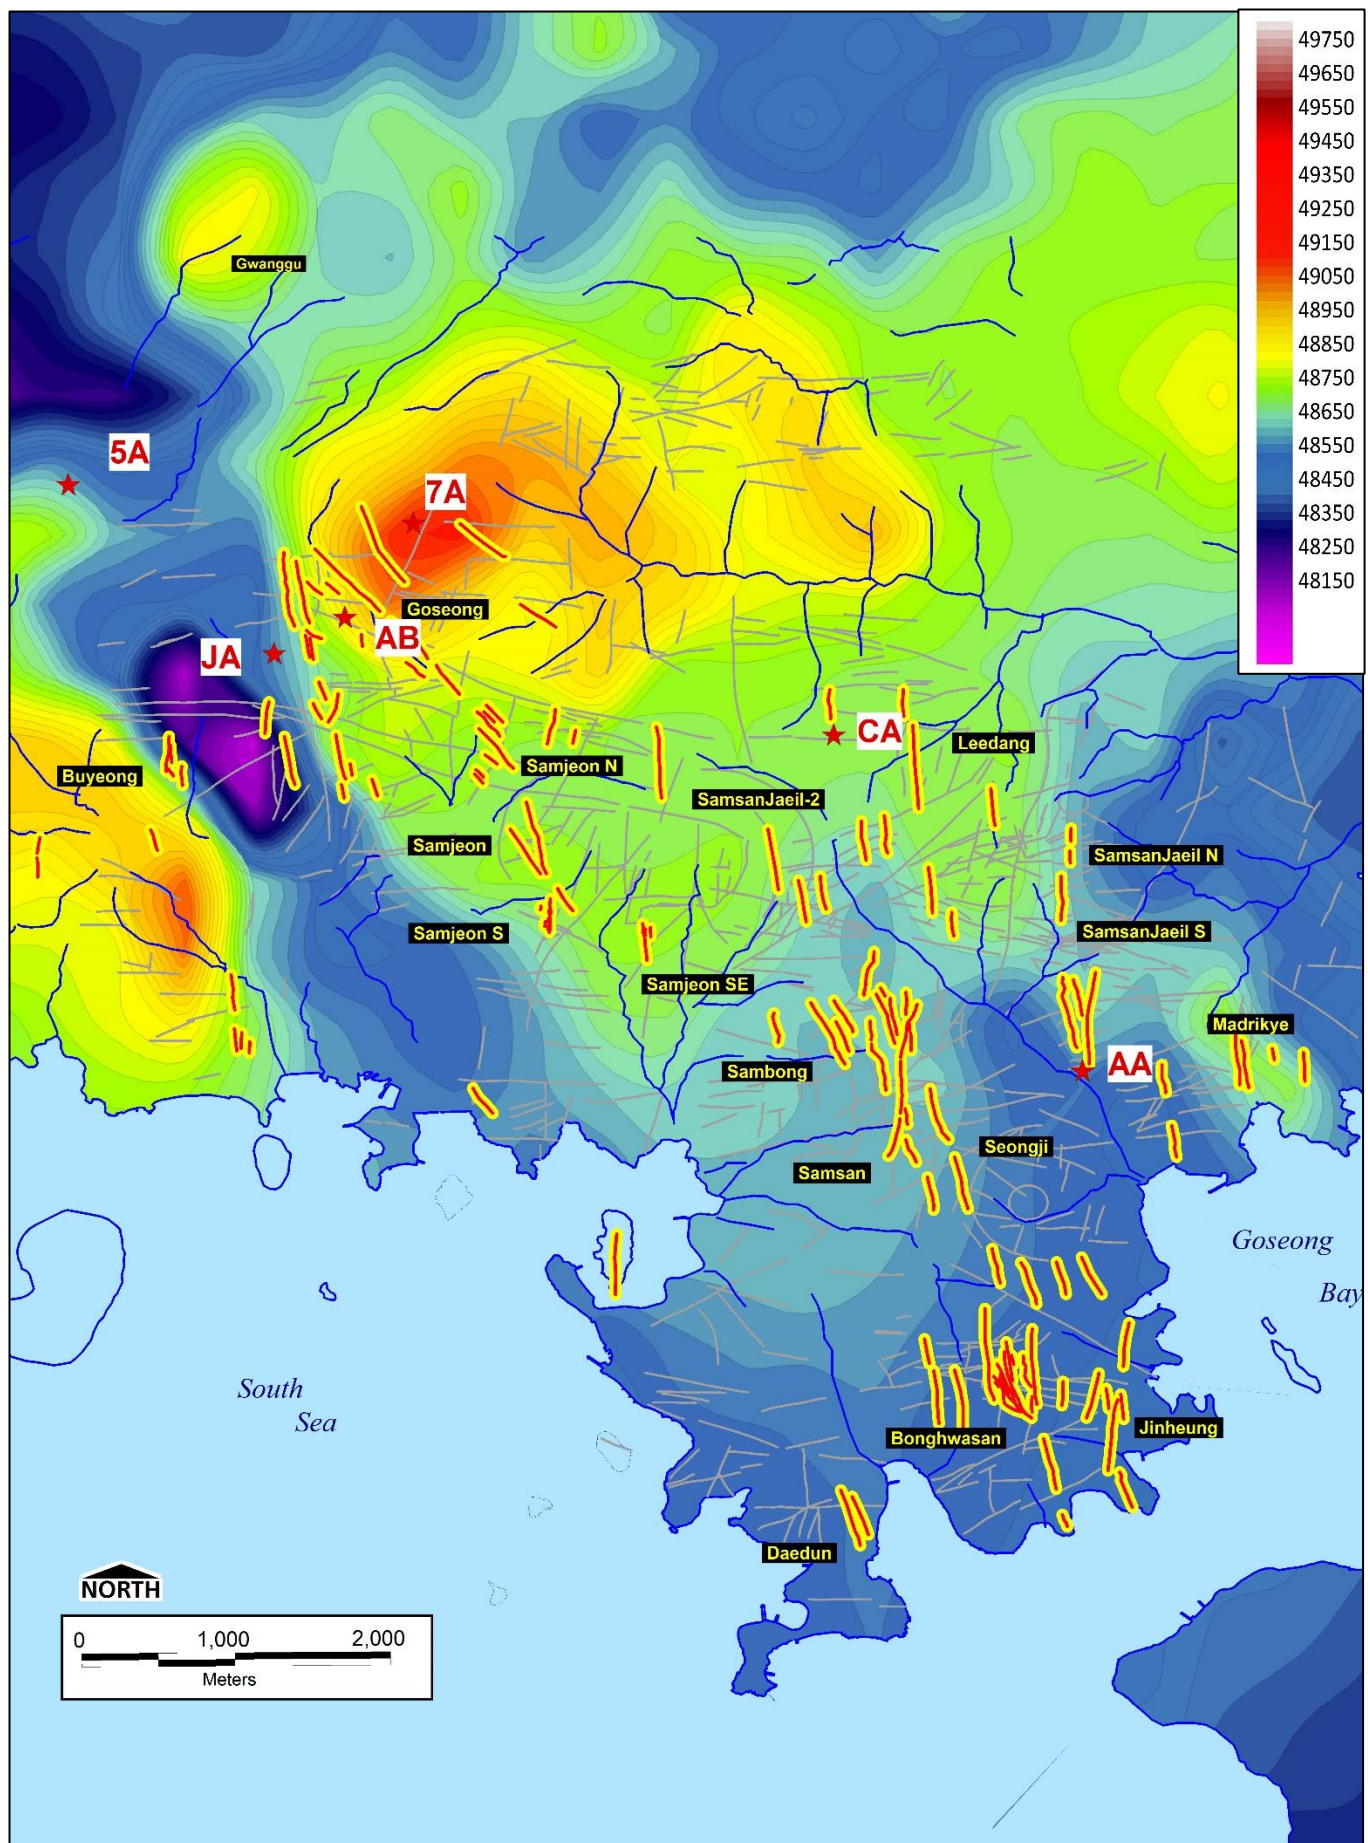 49750
49650
49550
49450
49350
49250
49150
49050
48950
48850
48750
48650
48550
48450
48350
48250
48150
Gwanggu
5A
7A
Goseong
AB
JA
CA
Leedang
Buyeong
Samjeon N
SamsanJaeil-2
Samjeon
SamsanJaeil N
Samjeon S
SamsanJaeil S
Samjeon SE
Madrikye
Sambong
AA
Seongji
Samsan
Goseong
Bay
South
Sea
Bonghwasan
Jinheung
Daedun
NORTH
0 1,000 2,000
Meters